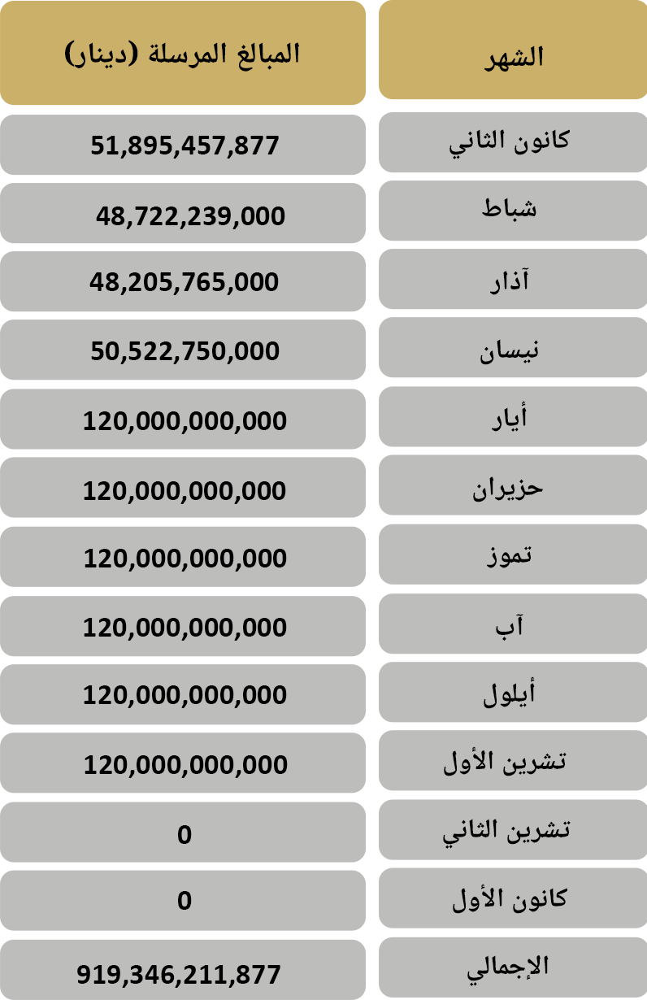 الشهر المبالغ المرسلة (دينار)
كانون الثاني 51,895,457,877
شباط 48,722,239,000
آذار 48,205,765,000
نيسان 50,522,750,000
أيار 120,000,000,000
حزيران 120,000,000,000
تموز 120,000,000,000
آب 120,000,000,000
أيلول 120,000,000,000
تشرين الأول 120,000,000,000
تشرين الثاني 0
كانون الأول 0
الإجمالي 919,346,211,877